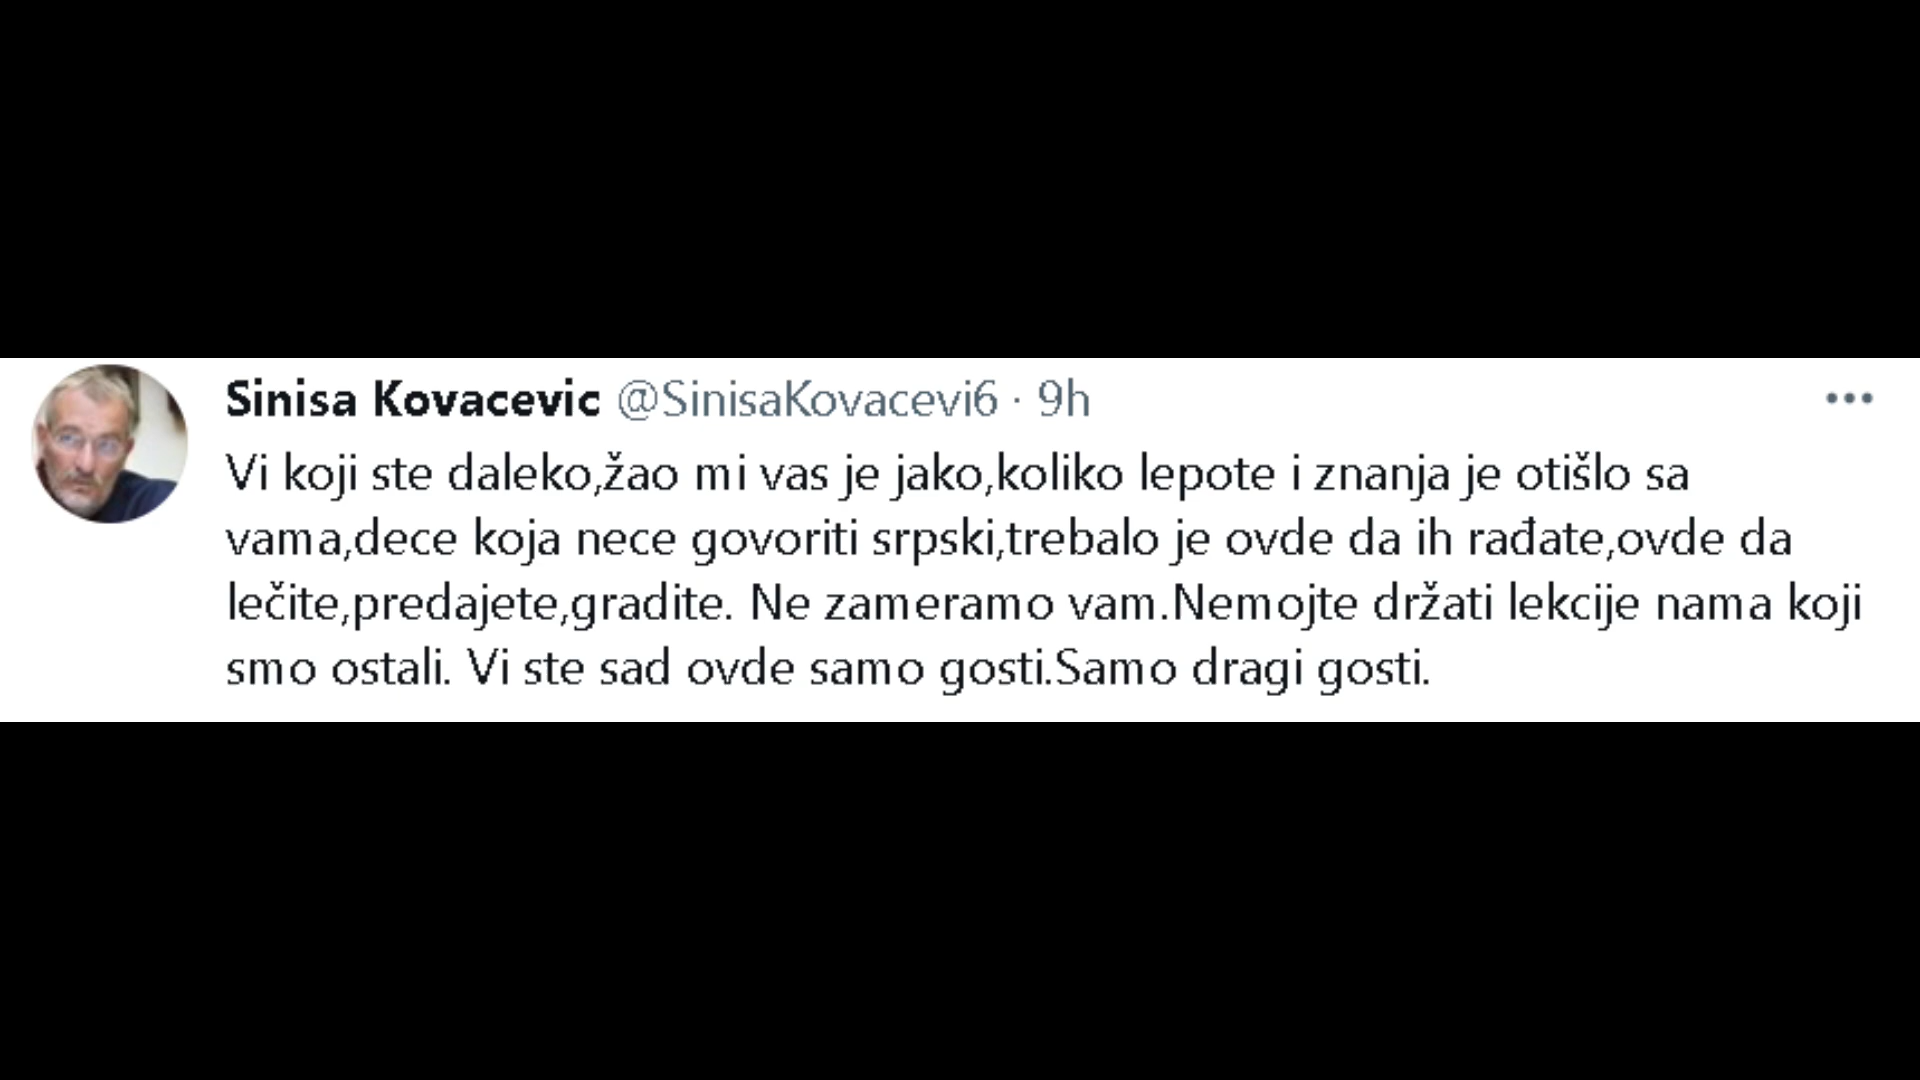 Sinisa Kovacevic @SinisaKovacevi6 · 9h
Vi koji ste daleko,žao mi vas je jako,koliko lepote i znanja je otišlo sa
vama,dece koja nece govoriti srpski,trebalo je ovde da ih rađate,ovde da
lečite,predajete,gradite. Ne zameramo vam.Nemojte držati lekcije nama koji
smo ostali. Vi ste sad ovde samo gosti.Samo dragi gosti.